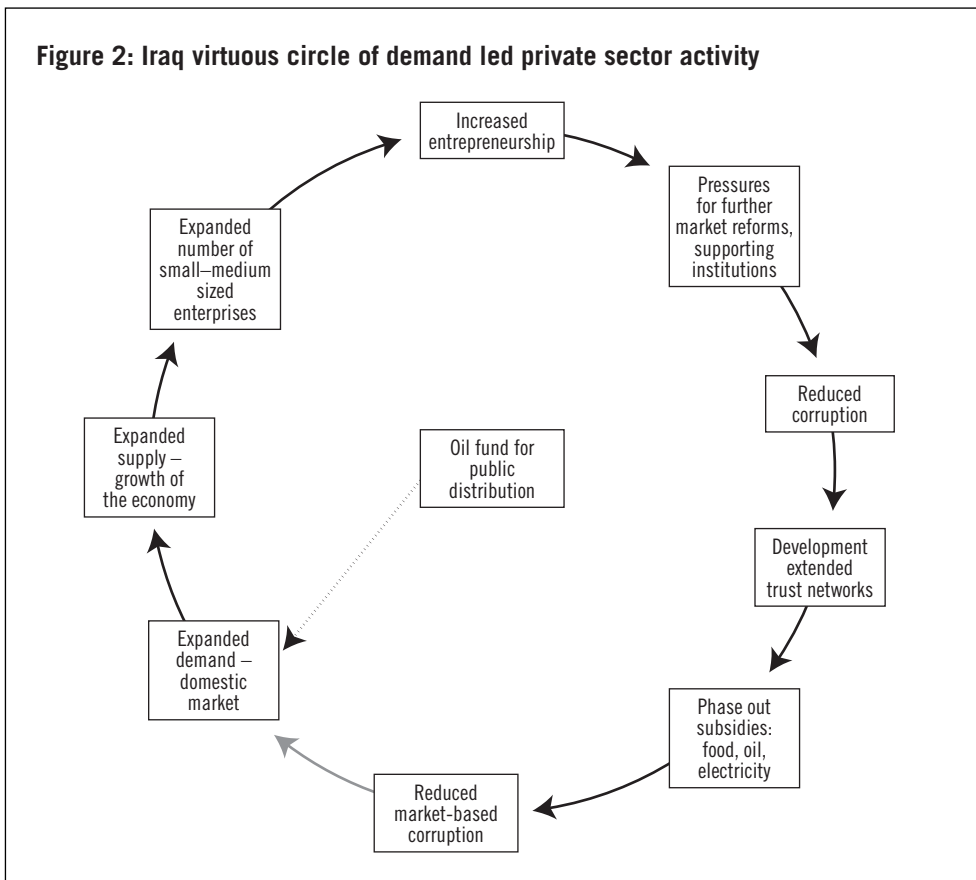 Figure 2: Iraq virtuous circle of demand led private sector activity
Increased
entrepreneurship
Pressures
for further
market reforms,
supporting
institutions
Reduced
corruption
Development
extended
trust networks
Phase out
subsidies:
food, oil,
electricity
Reduced
market-based
corruption
Expanded
demand –
domestic
market
Expanded
supply –
growth of
the economy
Expanded
number of
small–medium
sized
enterprises
Oil fund for
public
distribution